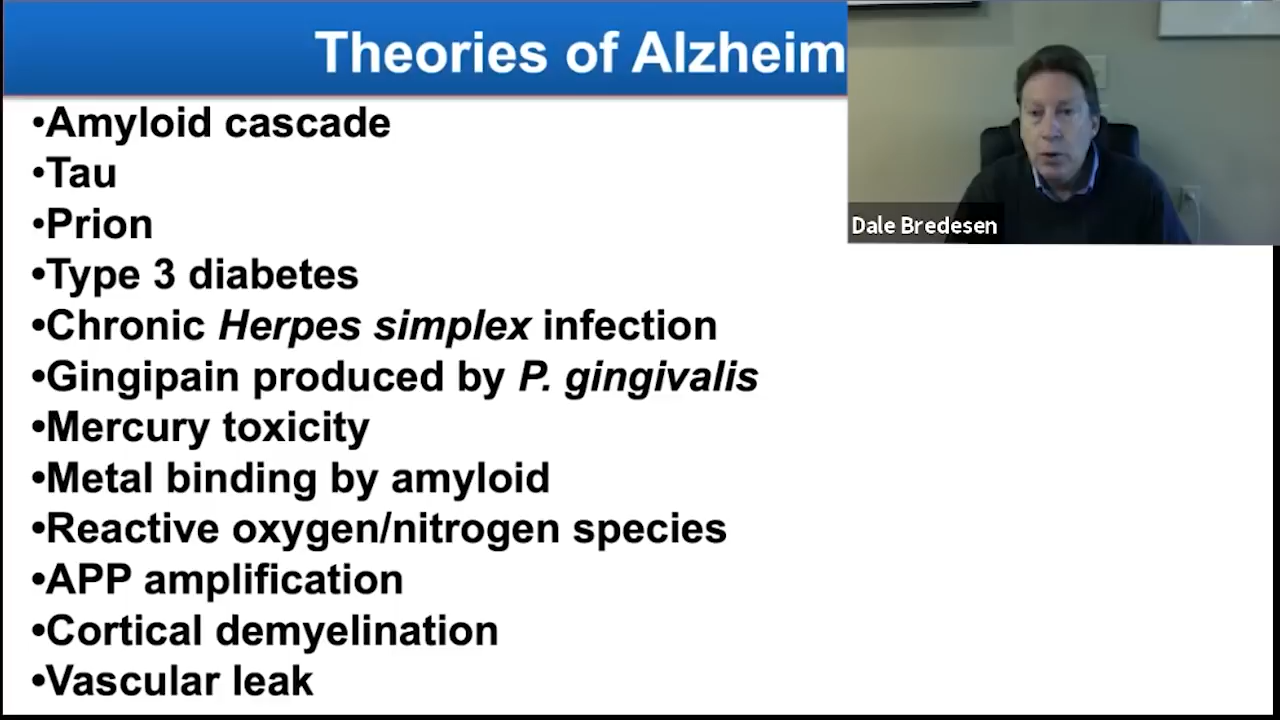 Theories of Alzheim
•Amyloid cascade
•Tau
•Prion
•Type 3 diabetes
•Chronic Herpes simplex infection
•Gingipain produced by P. gingivalis
•Mercury toxicity
•Metal binding by amyloid
•Reactive oxygen/nitrogen species
•APP amplification
•Cortical demyelination
•Vascular leak
Dale Bredesen